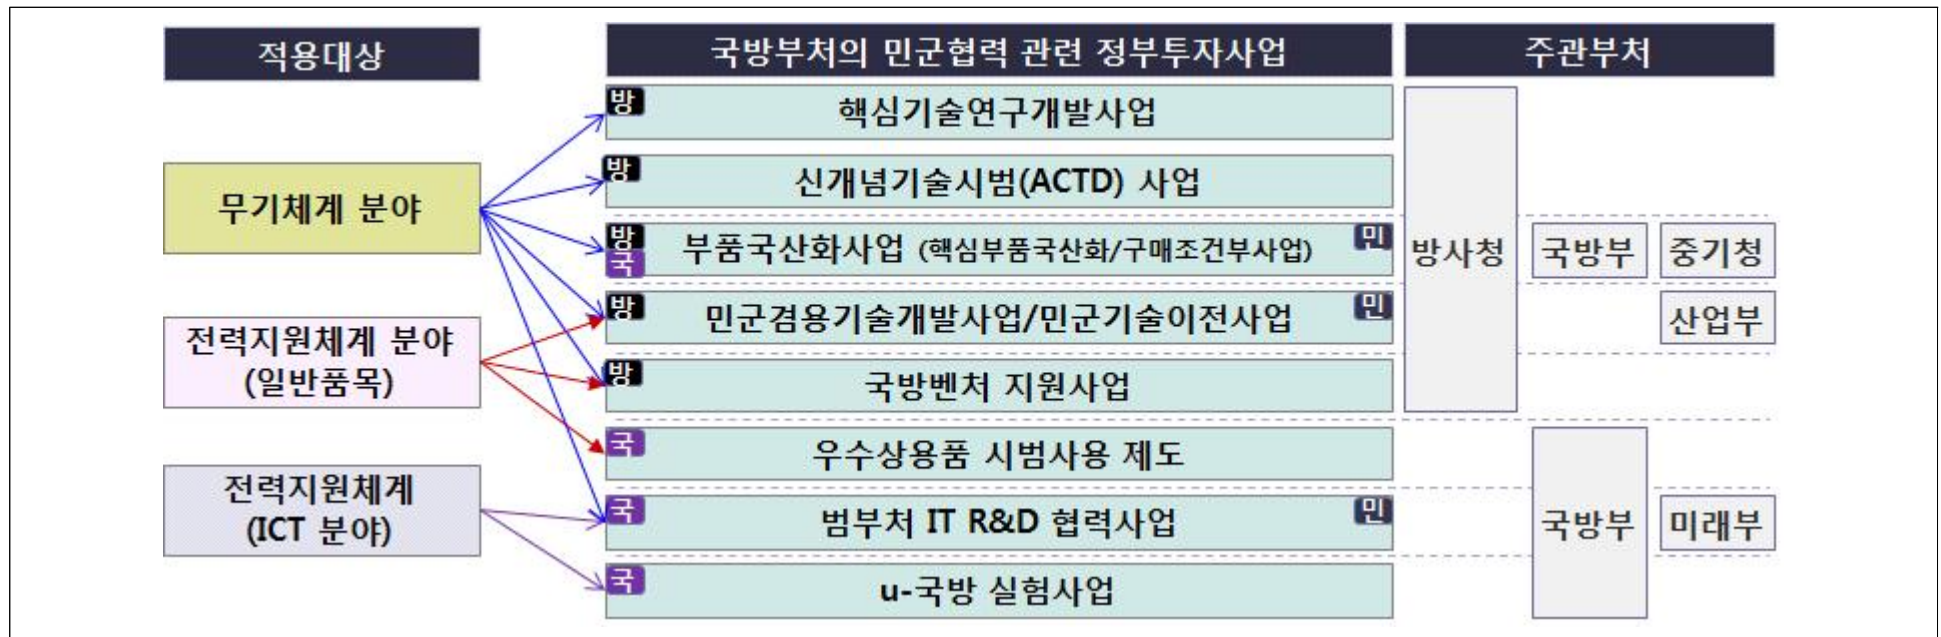 적용대상
국방부처의 민군협력 관련 정부투자사업
주관부처
무기체계 분야
전력지원체계 분야
(일반품목)
전력지원체계
(ICT 분야)
방
핵심기술연구개발사업
방
신개념기술시범(ACTD) 사업
방
국
부품국산화사업 (핵심부품국산화/구매조건부사업)
민
방
민군겸용기술개발사업/민군기술이전사업
민
방
국방벤처 지원사업
국
우수상용품 시범사용 제도
국
범부처 IT R&D 협력사업
민
국
u-국방 실험사업
방사청
국방부
중기청
산업부
국방부
미래부